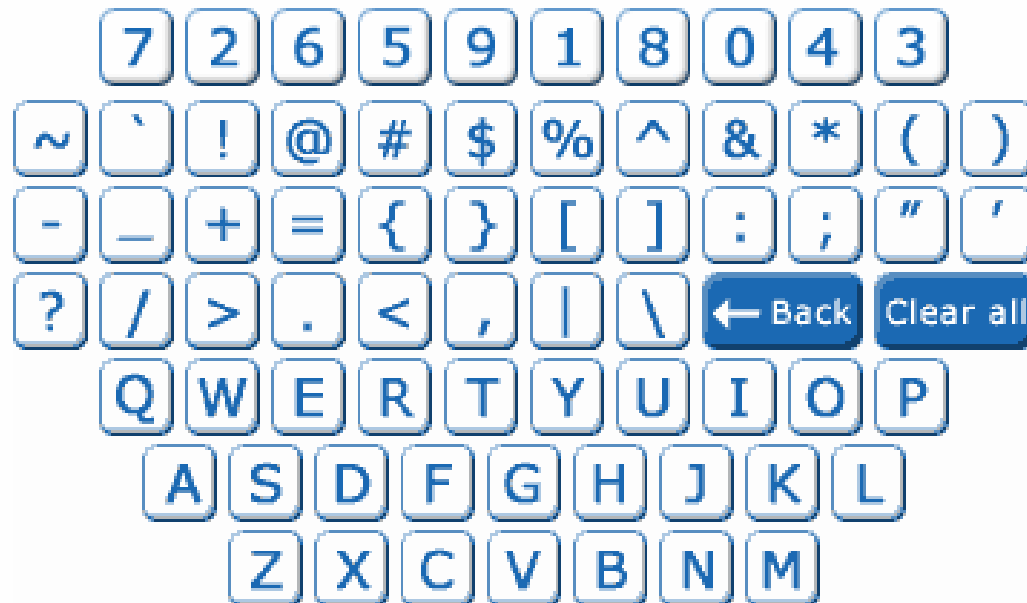 7 2 6 5 9 1 8 0 4 3
~ ` ! @ # $ % ^ & * ( )
- _ + = { } [ ] : ; " '
? / > . < , | \ ← Back Clear all
Q W E R T Y U I O P
A S D F G H J K L
Z X C V B N M